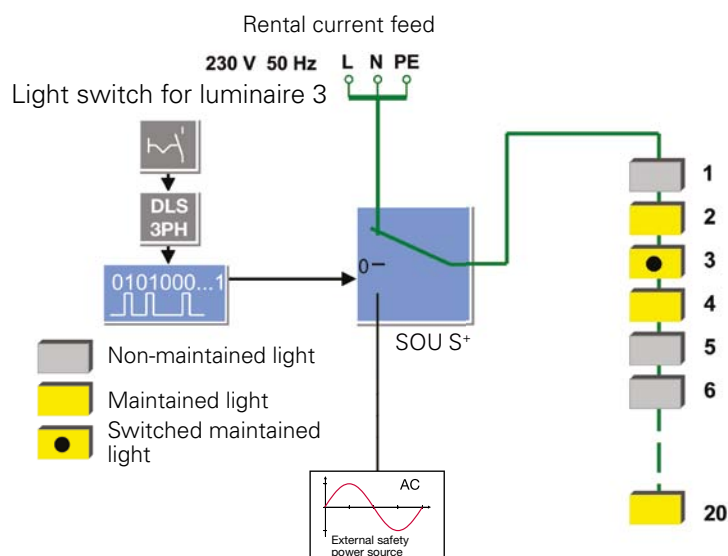 Rental current feed
230 V 50 Hz L N PE
Light switch for luminaire 3
DLS
3PH
0101000...1
0
SOU S⁺
1
2
3
4
5
6
20
Non-maintained light
Maintained light
Switched maintained
light
AC
External safety
power source